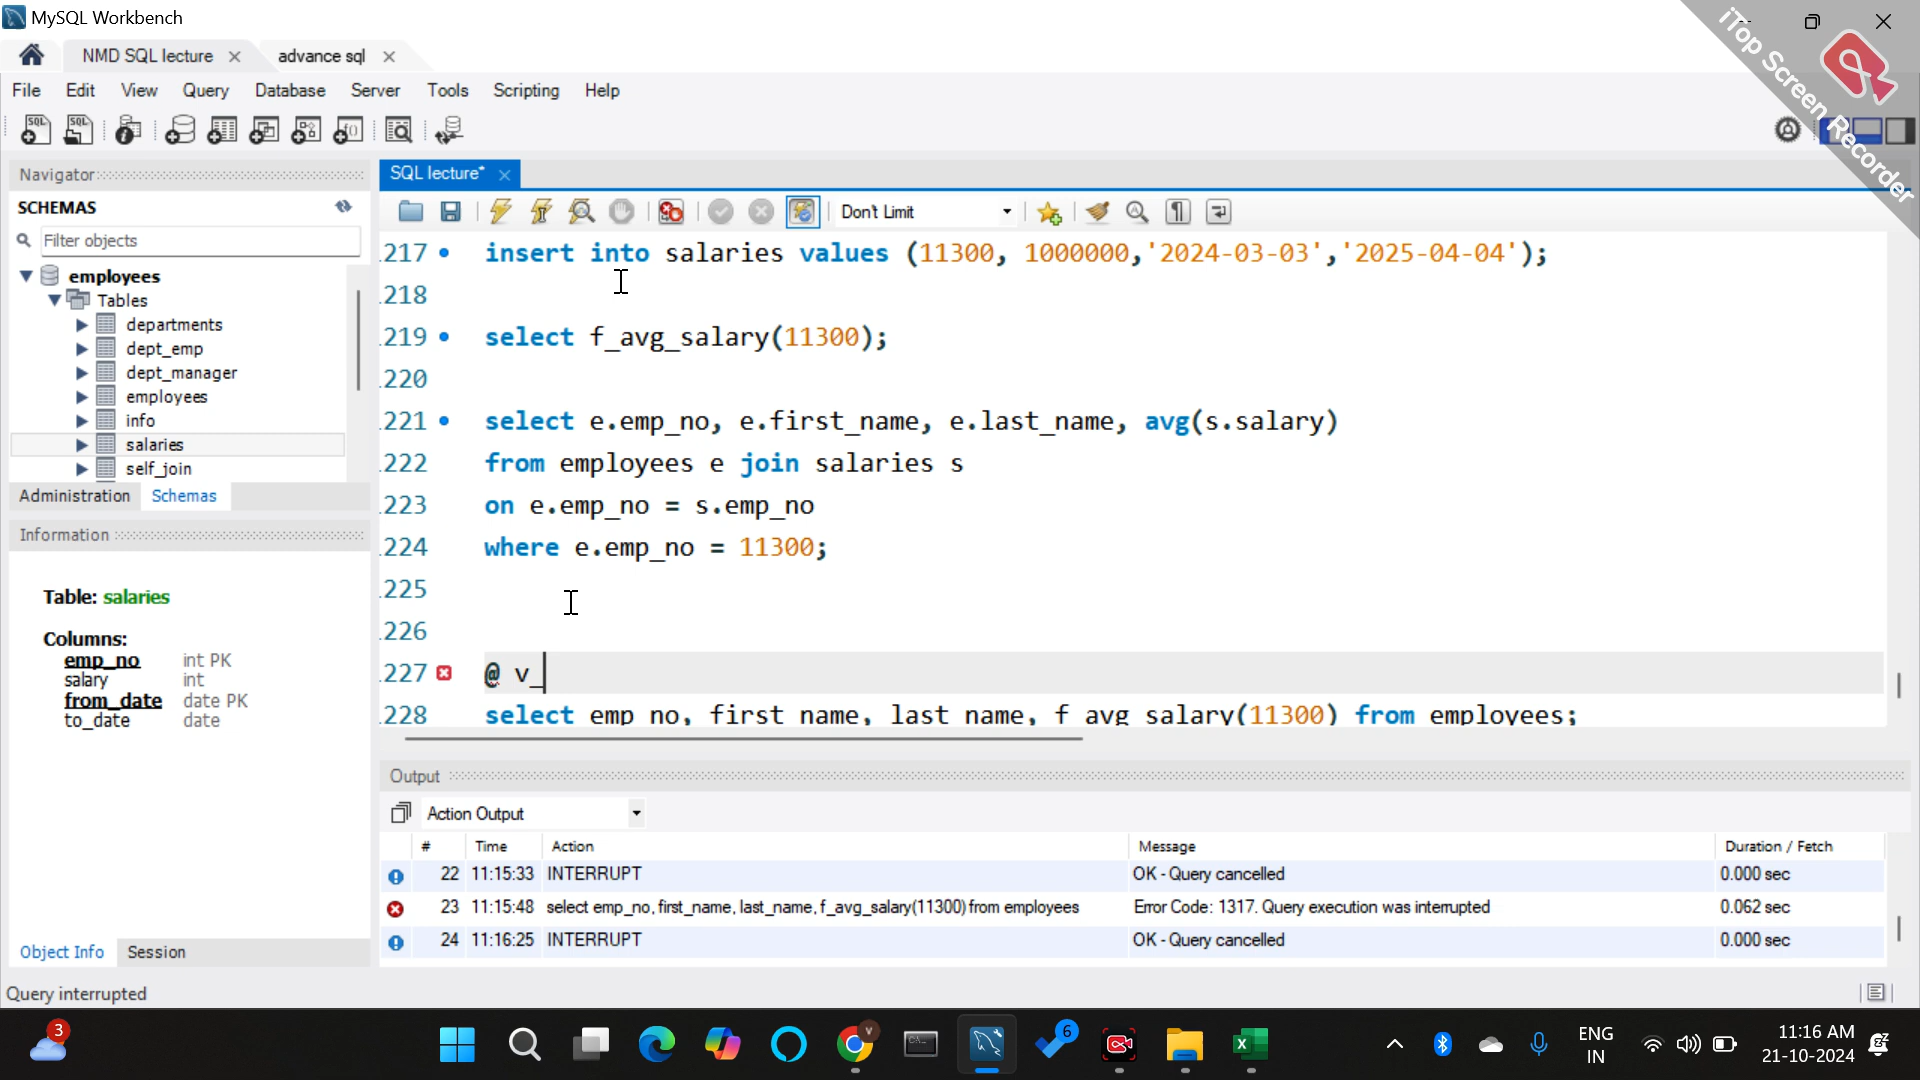 MySQL Workbench
NMD SQL lecture
advance sql
File Edit View Query Database Server Tools Scripting Help
iTop Screen Recorder
Navigator
SCHEMAS
Filter objects
employees
Tables
departments
dept_emp
dept_manager
employees
info
salaries
self_join
Administration Schemas
Information
Table: salaries
Columns:
emp_no int PK
salary int
from_date date PK
to_date date
Object Info Session
Query interrupted
SQL lecture*
Don't Limit
217 insert into salaries values (11300, 1000000,'2024-03-03','2025-04-04');
218
219 select f_avg_salary(11300);
220
221 select e.emp_no, e.first_name, e.last_name, avg(s.salary)
222 from employees e join salaries s
223 on e.emp_no = s.emp_no
224 where e.emp_no = 11300;
225
226
227 @ v_
228 select emp_no, first_name, last_name, f_avg_salary(11300) from employees;
Output
Action Output
# Time Action Message Duration / Fetch
22 11:15:33 INTERRUPT OK - Query cancelled 0.000 sec
23 11:15:48 select emp_no, first_name, last_name, f_avg_salary(11300) from employees Error Code: 1317. Query execution was interrupted 0.062 sec
24 11:16:25 INTERRUPT OK - Query cancelled 0.000 sec
3
6
ENG
IN
11:16 AM
21-10-2024